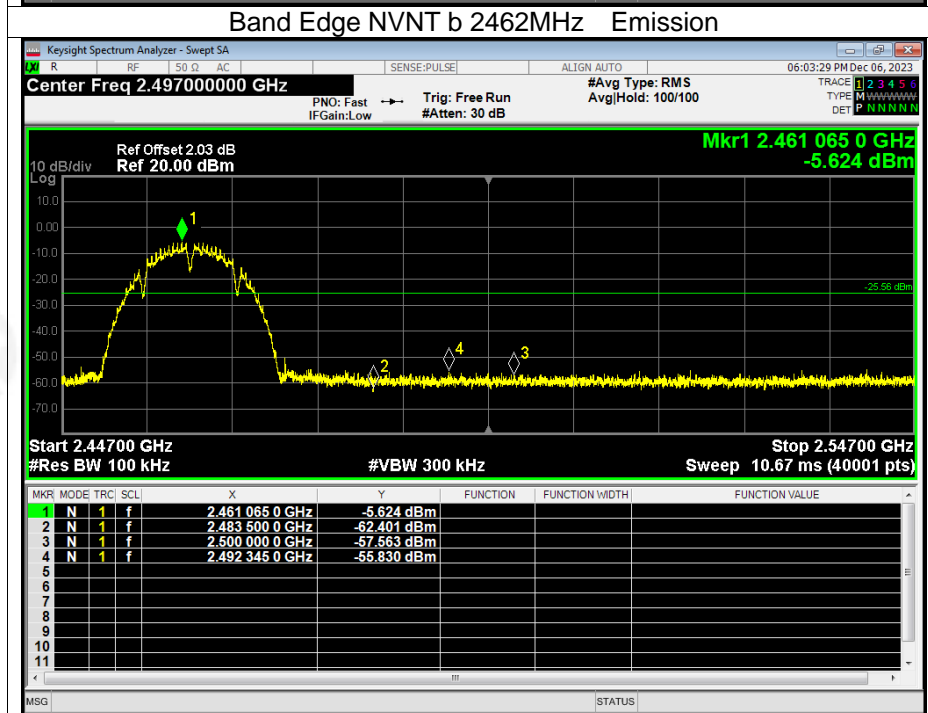 Band Edge NVNT b 2462MHz Emission
Keysight Spectrum Analyzer - Swept SA
LXI R RF 50 Ω AC SENSE:PULSE ALIGN AUTO 06:03:29 PM Dec 06, 2023
Center Freq 2.497000000 GHz #Avg Type: RMS TRACE 1 2 3 4 5 6
PNO: Fast Trig: Free Run Avg|Hold: 100/100 TYPE M WWWWW
IFGain:Low #Atten: 30 dB DET P N N N N N
Mkr1 2.461 065 0 GHz
Ref Offset 2.03 dB
10 dB/div Ref 20.00 dBm -5.624 dBm
Log
10.0
1
0.00
-10.0
-20.0
-25.56 dBm
-30.0
-40.0
-50.0
4
3
2
-60.0
-70.0
Start 2.44700 GHz Stop 2.54700 GHz
#Res BW 100 kHz #VBW 300 kHz Sweep 10.67 ms (40001 pts)
MKR MODE TRC SCL X Y FUNCTION FUNCTION WIDTH FUNCTION VALUE
1 N 1 f 2.461 065 0 GHz -5.624 dBm
2 N 1 f 2.483 500 0 GHz -62.401 dBm
3 N 1 f 2.500 000 0 GHz -57.563 dBm
4 N 1 f 2.492 345 0 GHz -55.830 dBm
5
6
7
8
9
10
11
MSG STATUS